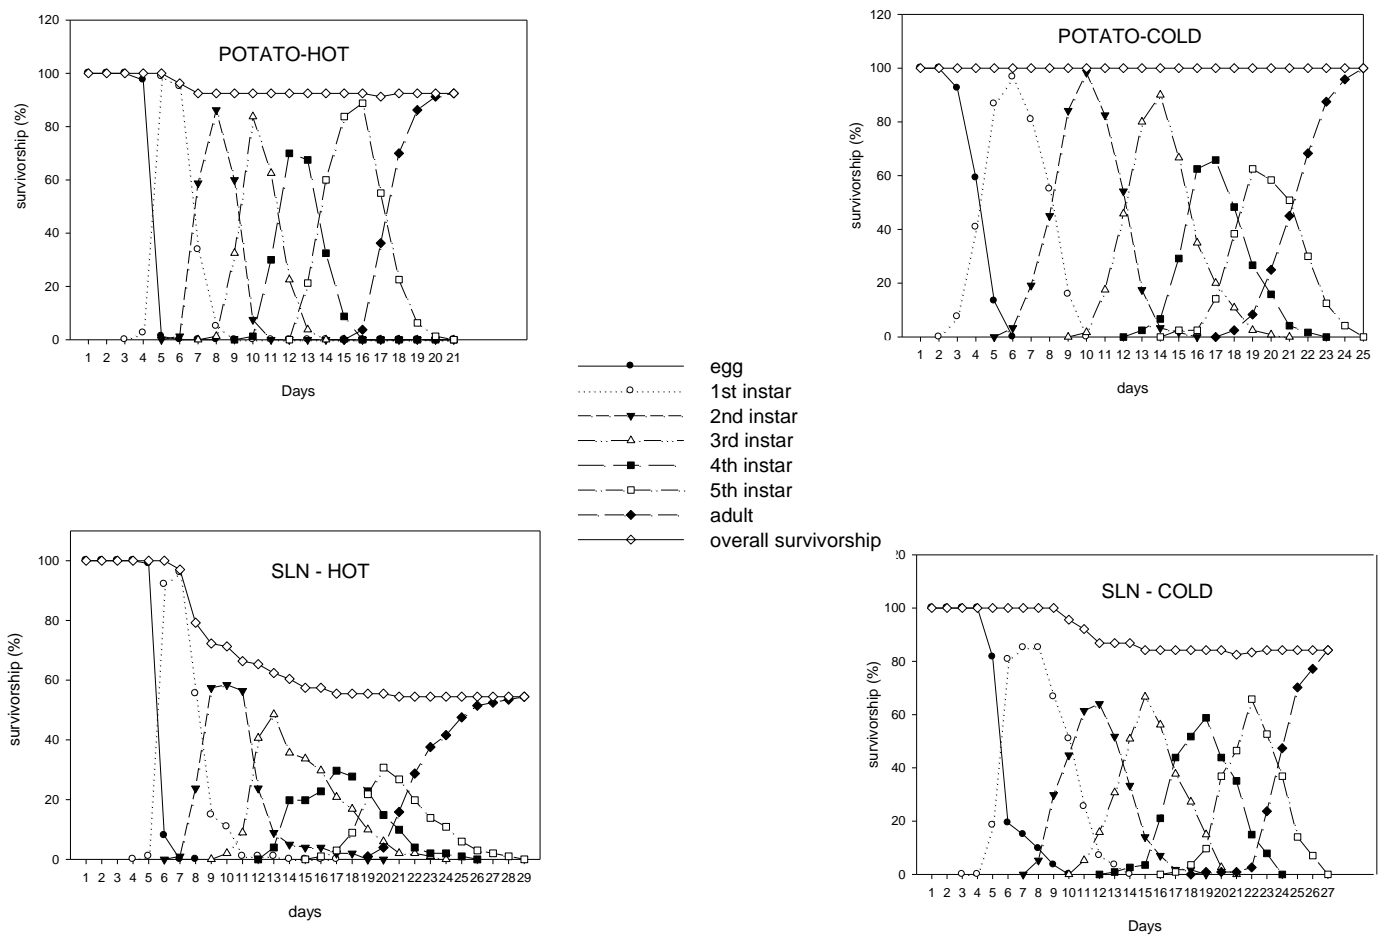 POTATO-HOT
120
100
80
60
40
20
0
survivorship (%)
1 2 3 4 5 6 7 8 9 10 11 12 13 14 15 16 17 18 19 20 21
Days
POTATO-COLD
120
100
80
60
40
20
0
survivorship (%)
1 2 3 4 5 6 7 8 9 10 11 12 13 14 15 16 17 18 19 20 21 22 23 24 25
days
egg
1st instar
2nd instar
3rd instar
4th instar
5th instar
adult
overall survivorship
SLN - HOT
100
80
60
40
20
0
survivorship (%)
1 2 3 4 5 6 7 8 9 10 11 12 13 14 15 16 17 18 19 20 21 22 23 24 25 26 27 28 29
days
SLN - COLD
20
100
80
60
40
20
0
survivorship (%)
1 2 3 4 5 6 7 8 9 10 11 12 13 14 15 16 17 18 19 20 21 22 23 24 25 26 27
Days